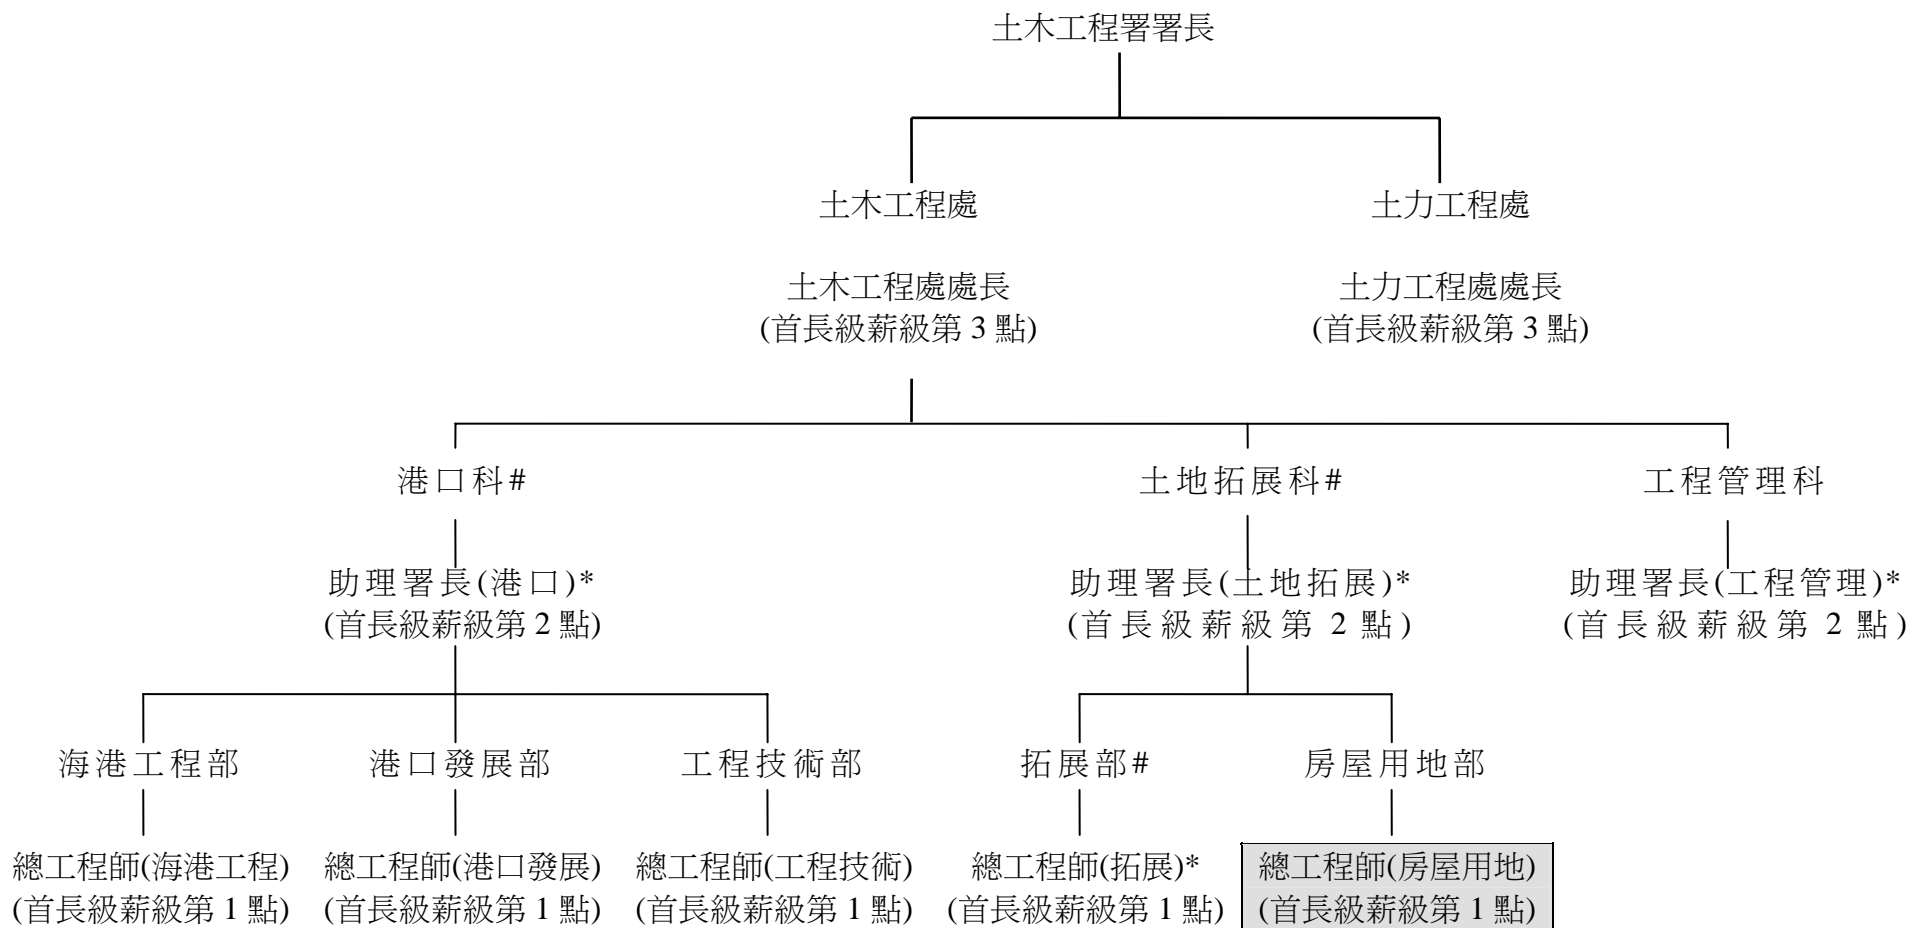 土木工程署署長
土木工程處
土力工程處
土木工程處處長
(首長級薪級第 3 點)
土力工程處處長
(首長級薪級第 3 點)
港口科#
土地拓展科#
工程管理科
助理署長(港口)*
(首長級薪級第 2 點)
助理署長(土地拓展)*
(首長級薪級第 2 點)
助理署長(工程管理)*
(首長級薪級第 2 點)
海港工程部
港口發展部
工程技術部
拓展部#
房屋用地部
總工程師(海港工程)
(首長級薪級第 1 點)
總工程師(港口發展)
(首長級薪級第 1 點)
總工程師(工程技術)
(首長級薪級第 1 點)
總工程師(拓展)*
(首長級薪級第 1 點)
總工程師(房屋用地)
(首長級薪級第 1 點)